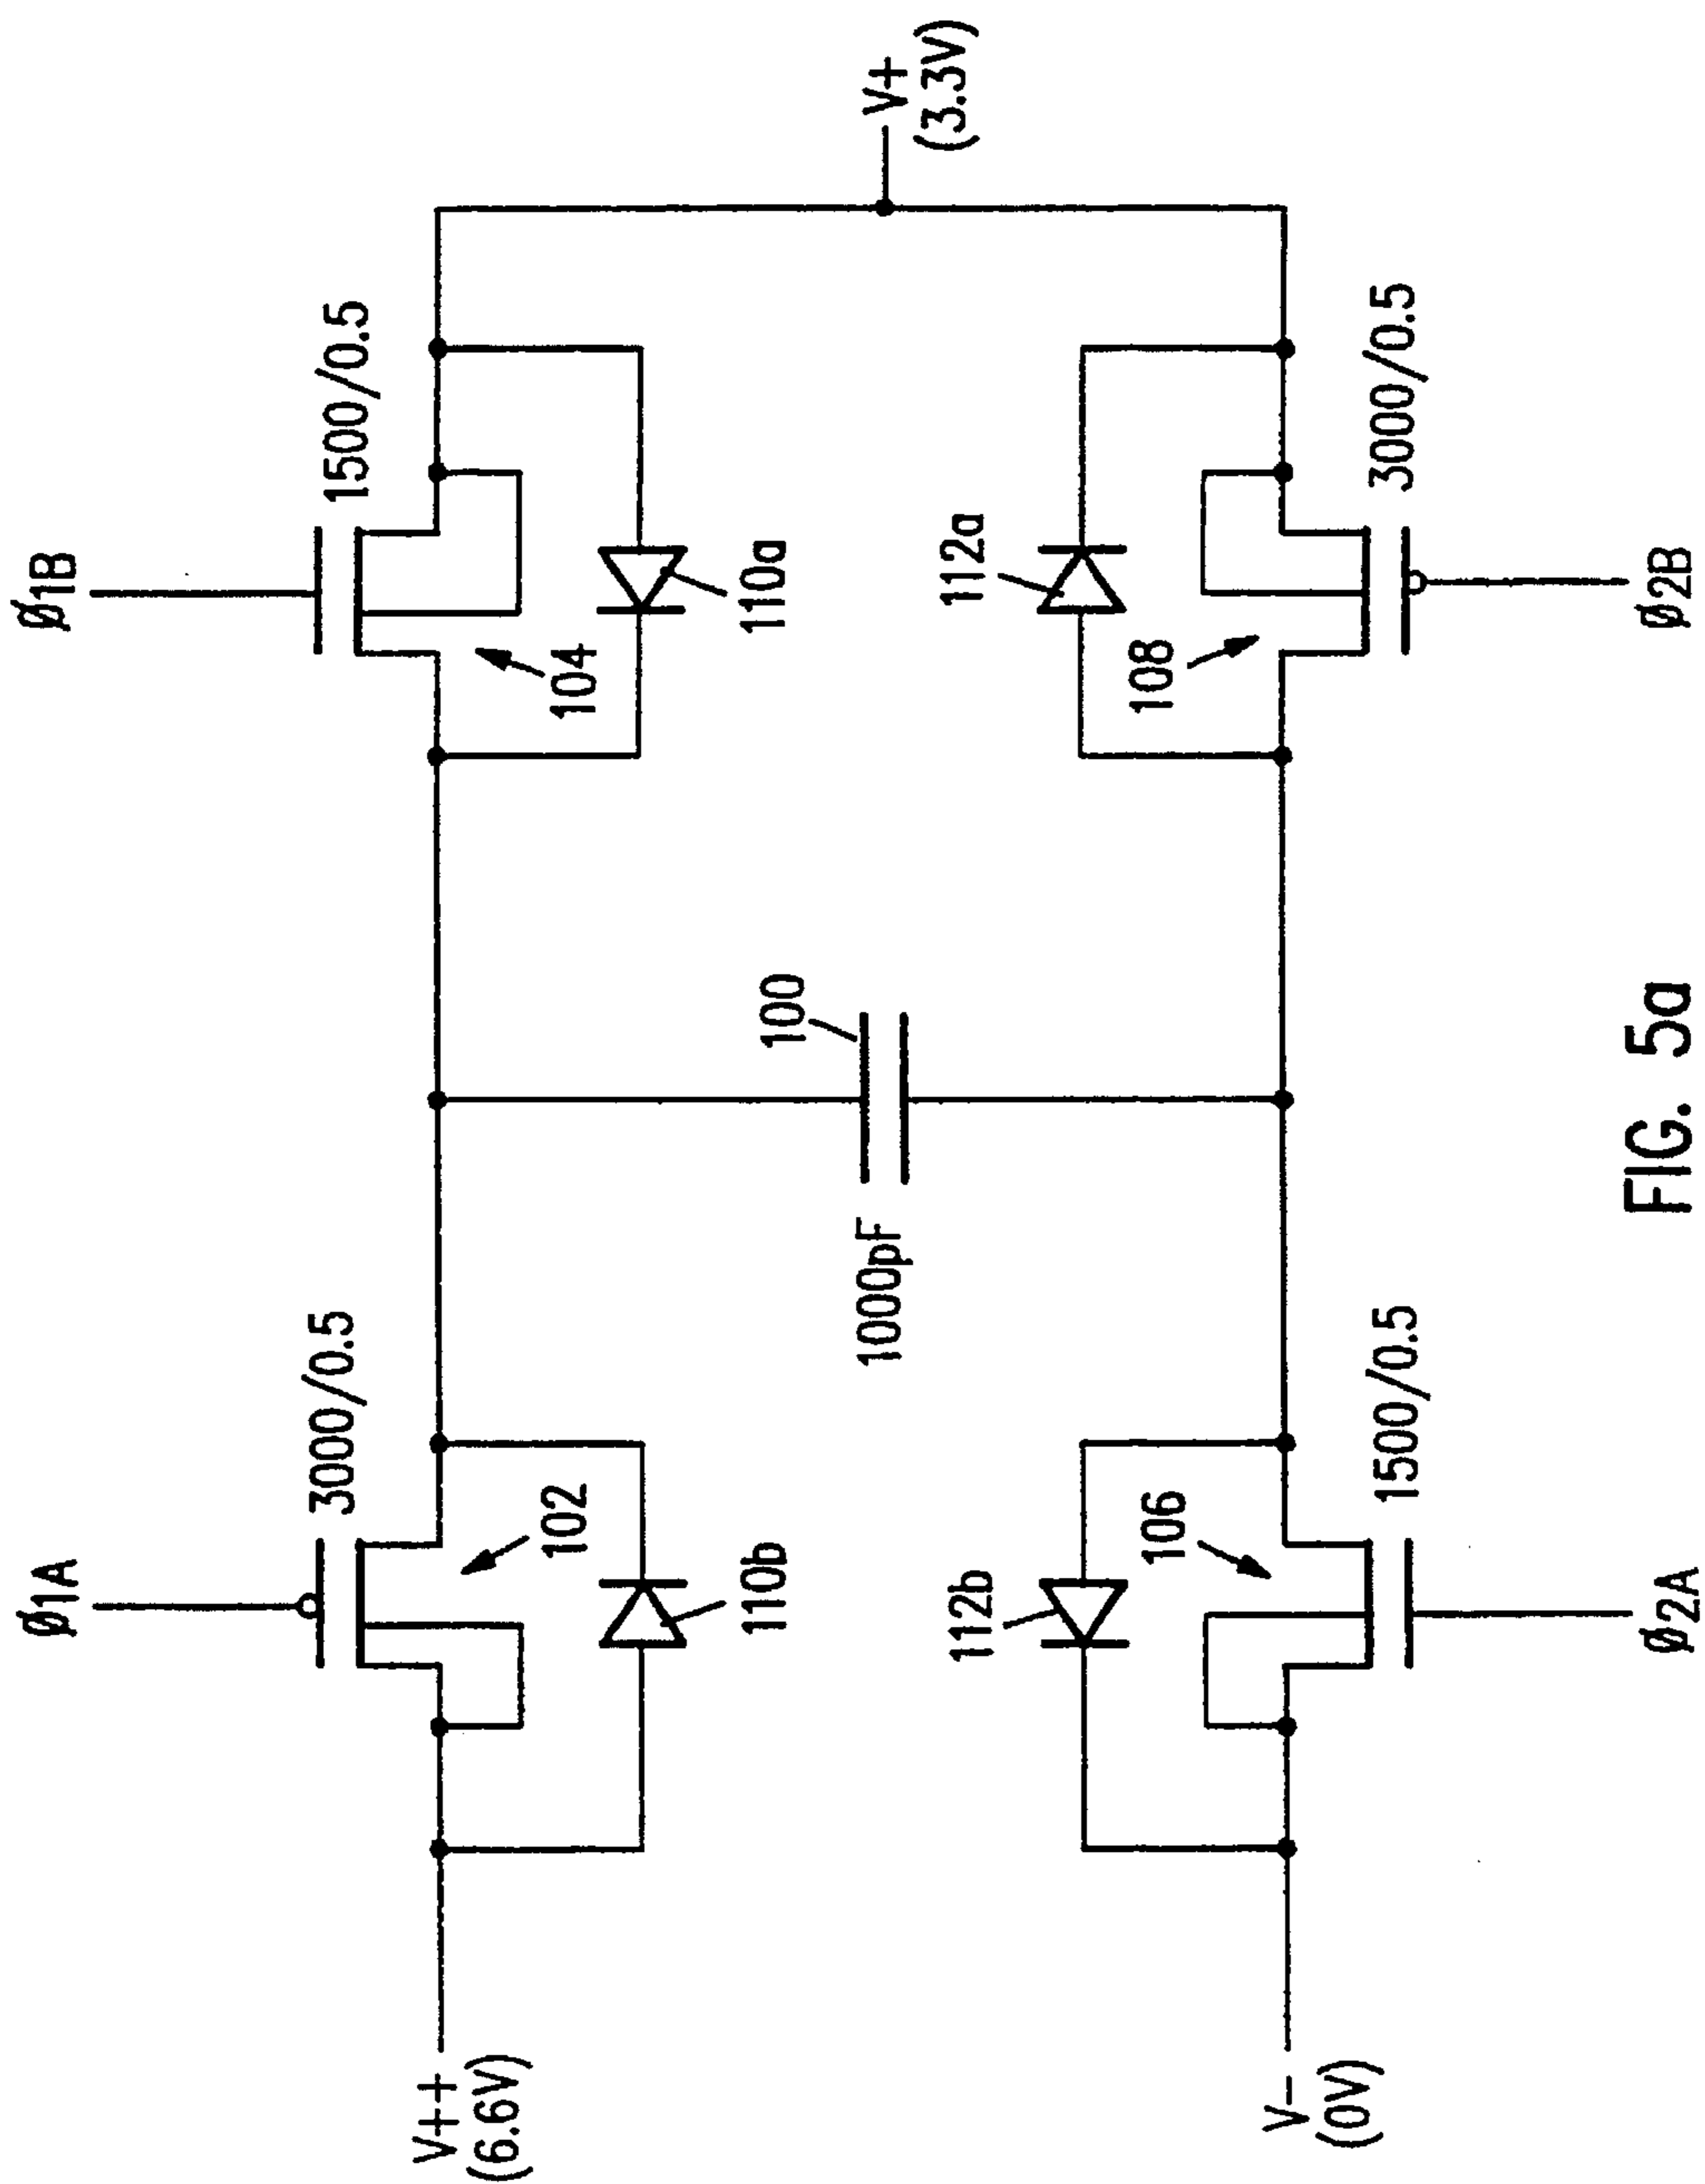 Ø1A
Ø1B
3000/0.5
1500/0.5
102
104
110b
110a
V++
(6.6V)
100
1000pF
V+
(3.3V)
112b
112a
106
108
V-
(0V)
1500/0.5
3000/0.5
Ø2A
Ø2B
FIG. 5a